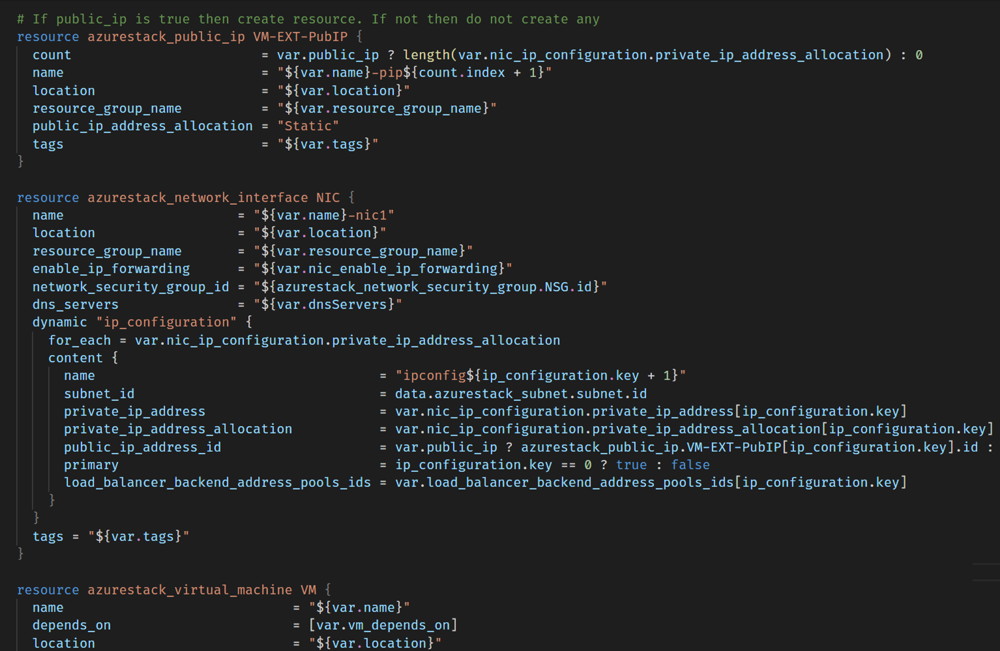 # If public_ip is true then create resource. If not then do not create any
resource azurestack_public_ip VM-EXT-PubIP {
  count                        = var.public_ip ? length(var.nic_ip_configuration.private_ip_address_allocation) : 0
  name                         = "${var.name}-pip${count.index + 1}"
  location                     = "${var.location}"
  resource_group_name          = "${var.resource_group_name}"
  public_ip_address_allocation = "Static"
  tags                         = "${var.tags}"
}

resource azurestack_network_interface NIC {
  name                      = "${var.name}-nic1"
  location                  = "${var.location}"
  resource_group_name       = "${var.resource_group_name}"
  enable_ip_forwarding      = "${var.nic_enable_ip_forwarding}"
  network_security_group_id = "${azurestack_network_security_group.NSG.id}"
  dns_servers               = "${var.dnsServers}"
  dynamic "ip_configuration" {
    for_each = var.nic_ip_configuration.private_ip_address_allocation
    content {
      name                                    = "ipconfig${ip_configuration.key + 1}"
      subnet_id                               = data.azurestack_subnet.subnet.id
      private_ip_address                      = var.nic_ip_configuration.private_ip_address[ip_configuration.key]
      private_ip_address_allocation           = var.nic_ip_configuration.private_ip_address_allocation[ip_configuration.key]
      public_ip_address_id                    = var.public_ip ? azurestack_public_ip.VM-EXT-PubIP[ip_configuration.key].id :
      primary                                 = ip_configuration.key == 0 ? true : false
      load_balancer_backend_address_pools_ids = var.load_balancer_backend_address_pools_ids[ip_configuration.key]
    }
  }
  tags = "${var.tags}"
}

resource azurestack_virtual_machine VM {
  name                             = "${var.name}"
  depends_on                       = [var.vm_depends_on]
  location                         = "${var.location}"